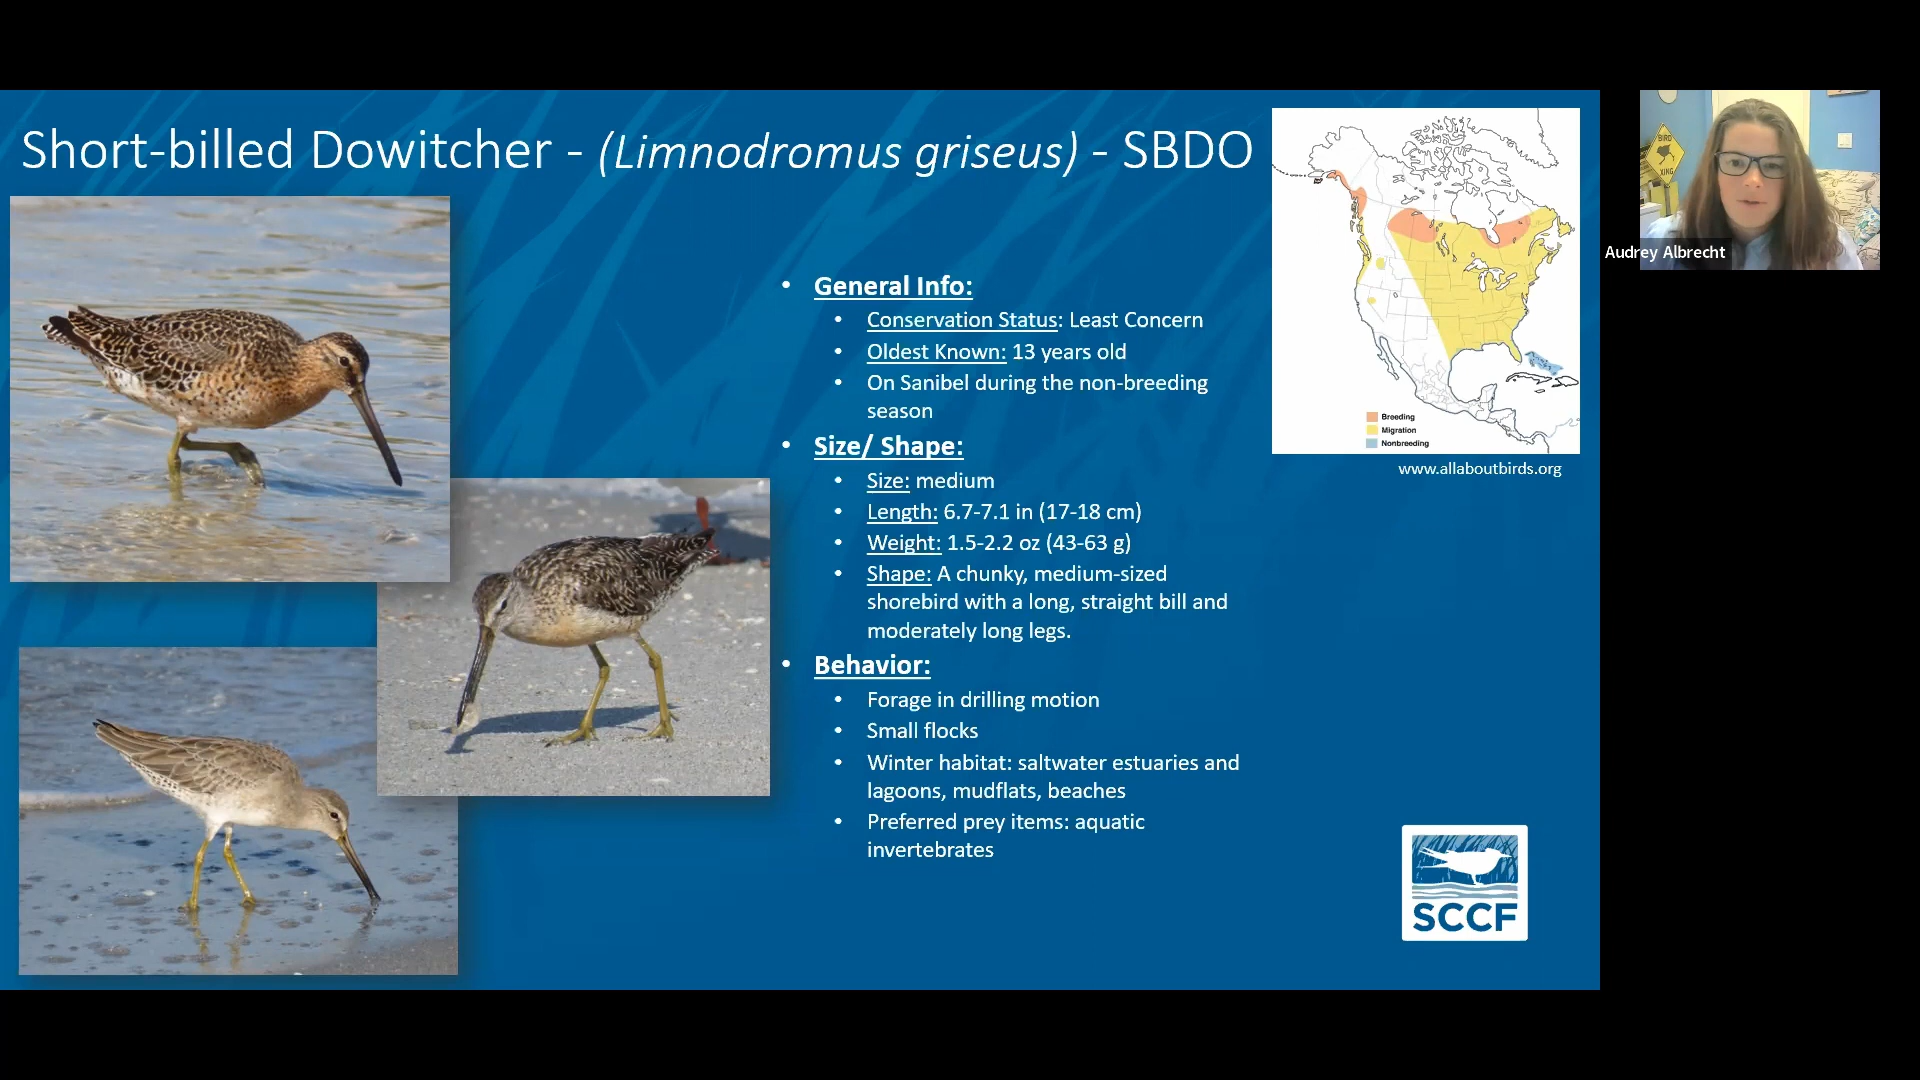 Short-billed Dowitcher - (Limnodromus griseus) - SBDO
• General Info:
• Conservation Status: Least Concern
• Oldest Known: 13 years old
• On Sanibel during the non-breeding
season
• Size/ Shape:
• Size: medium
• Length: 6.7-7.1 in (17-18 cm)
• Weight: 1.5-2.2 oz (43-63 g)
• Shape: A chunky, medium-sized
shorebird with a long, straight bill and
moderately long legs.
• Behavior:
• Forage in drilling motion
• Small flocks
• Winter habitat: saltwater estuaries and
lagoons, mudflats, beaches
• Preferred prey items: aquatic
invertebrates
Breeding
Migration
Nonbreeding
www.allaboutbirds.org
SCCF
BIRD
XING
Audrey Albrecht